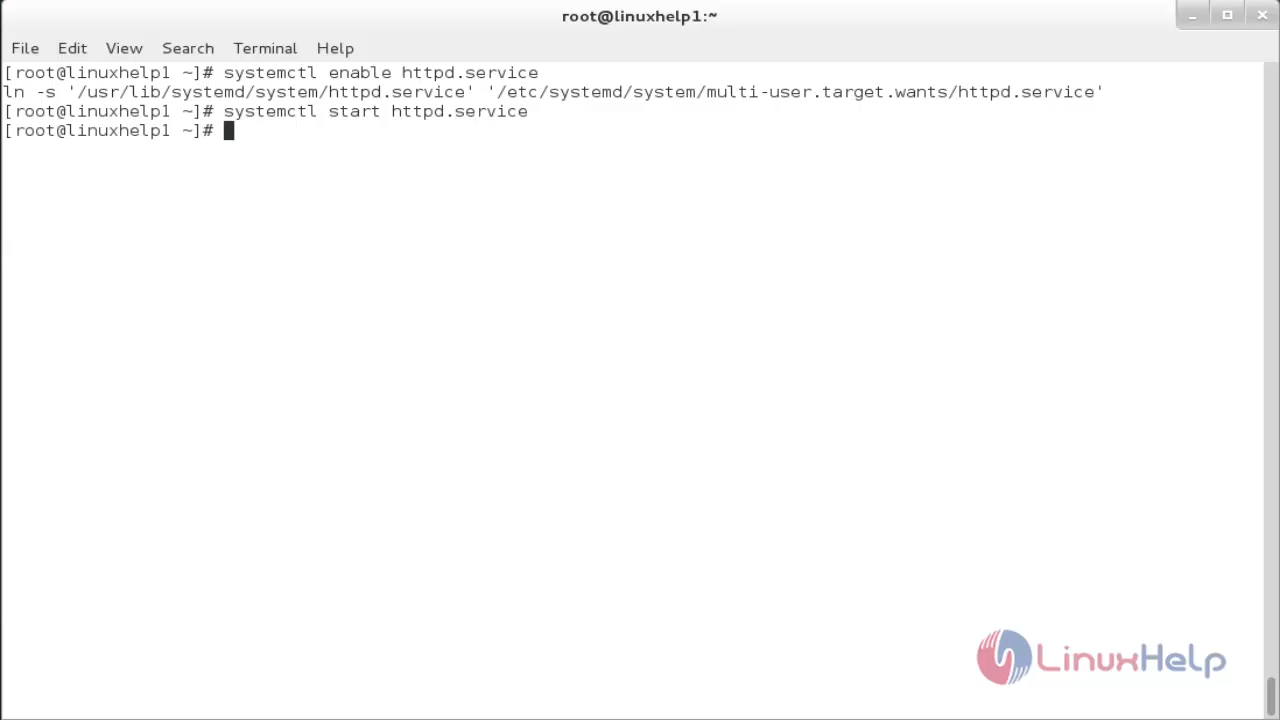 root@linuxhelp1:~
File Edit View Search Terminal Help
[root@linuxhelp1 ~]# systemctl enable httpd.service
ln -s '/usr/lib/systemd/system/httpd.service' '/etc/systemd/system/multi-user.target.wants/httpd.service'
[root@linuxhelp1 ~]# systemctl start httpd.service
[root@linuxhelp1 ~]#
LinuxHelp